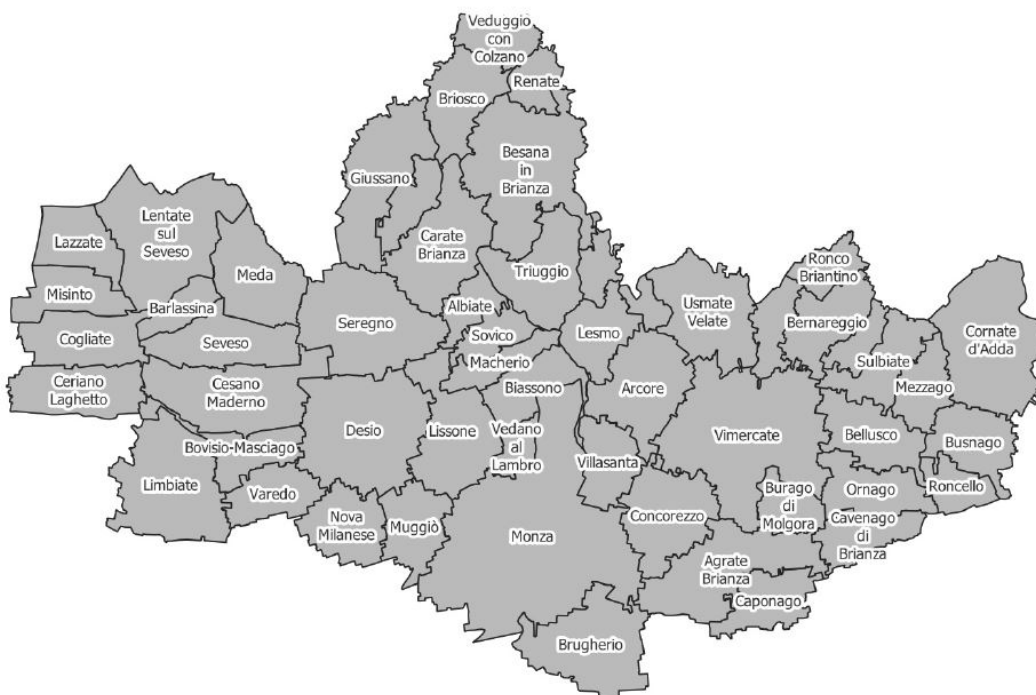 Veduggio
con
Colzano
Renate
Briosco
Besana
in
Brianza
Giussano
Lentate
sul
Seveso
Lazzate
Carate
Brianza
Triuggio
Ronco
Briantino
Meda
Misinto
Barlassina
Albiate
Usmate
Velate
Bernareggio
Seregno
Sovico
Lesmo
Cornate
d'Adda
Cogliate
Seveso
Macherio
Sulbiate
Mezzago
Ceriano
Laghetto
Cesano
Maderno
Biassono
Arcore
Desio
Lissone
Vedano
al
Lambro
Vimercate
Bellusco
Busnago
Bovisio-Masciago
Villasanta
Limbiate
Varedo
Burago
di
Molgora
Ornago
Roncello
Nova
Milanese
Muggiò
Monza
Concorezzo
Cavenago
di
Brianza
Agrate
Brianza
Caponago
Brugherio